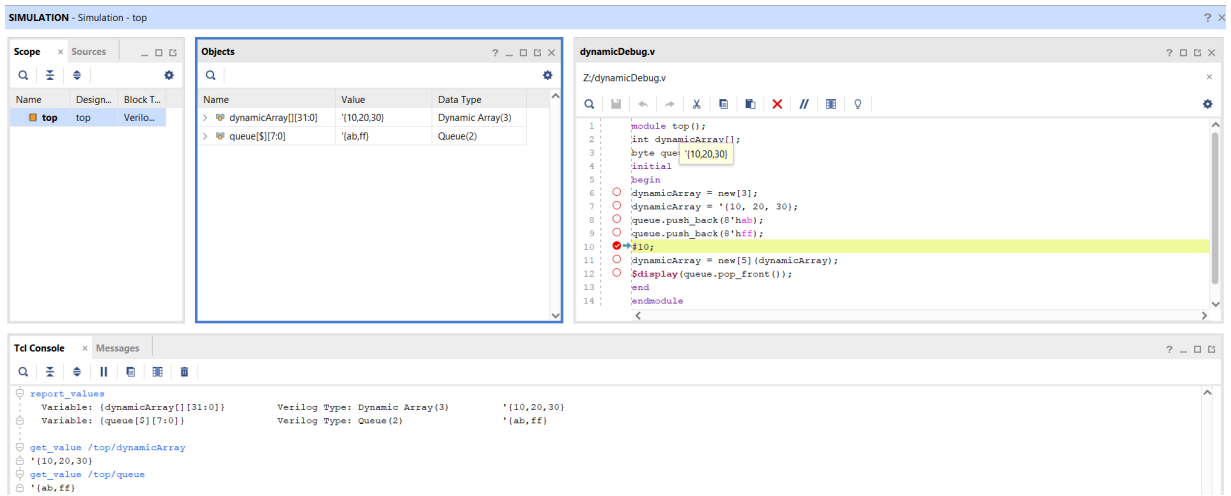 SIMULATION - Simulation - top
Scope
Sources
Name Design... Block T...
top top Verilo...
Objects
Name Value Data Type
dynamicArray[][31:0] '{10,20,30} Dynamic Array(3)
queue[$][7:0] '{ab,ff} Queue(2)
dynamicDebug.v
Z:/dynamicDebug.v
1 module top();
2 int dynamicArray[];
3 byte que '{10,20,30}
4 initial
5 begin
6 dynamicArray = new[3];
7 dynamicArray = '{10, 20, 30};
8 queue.push_back(8'hab);
9 queue.push_back(8'hff);
10 #10;
11 dynamicArray = new[5](dynamicArray);
12 $display(queue.pop_front());
13 end
14 endmodule
Tcl Console
Messages
report_values
Variable: {dynamicArray[][31:0]} Verilog Type: Dynamic Array(3) '{10,20,30}
Variable: {queue[$][7:0]} Verilog Type: Queue(2) '{ab,ff}
get_value /top/dynamicArray
'{10,20,30}
get_value /top/queue
'{ab,ff}